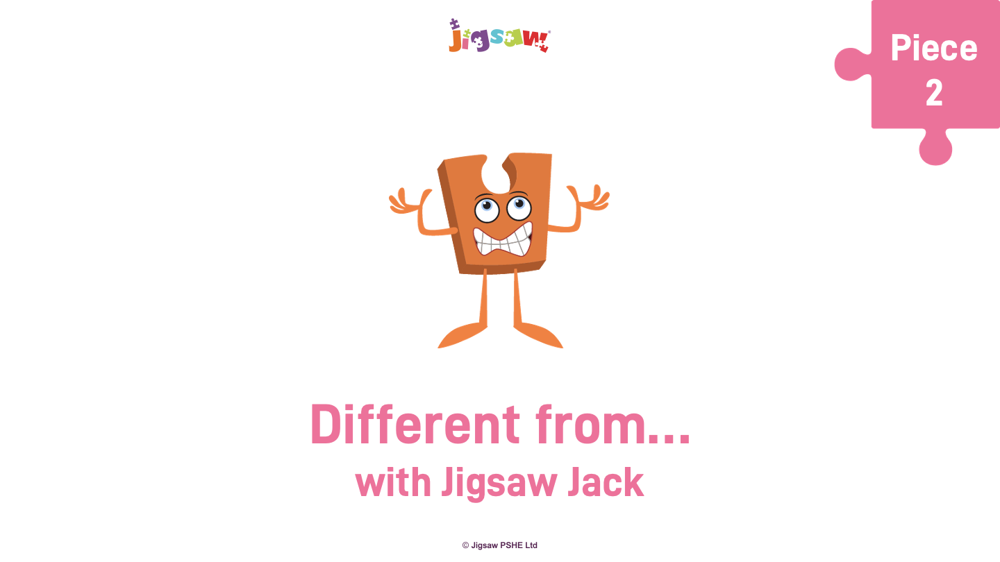 Jigsaw®
Piece
2
Different from...
with Jigsaw Jack
© Jigsaw PSHE Ltd